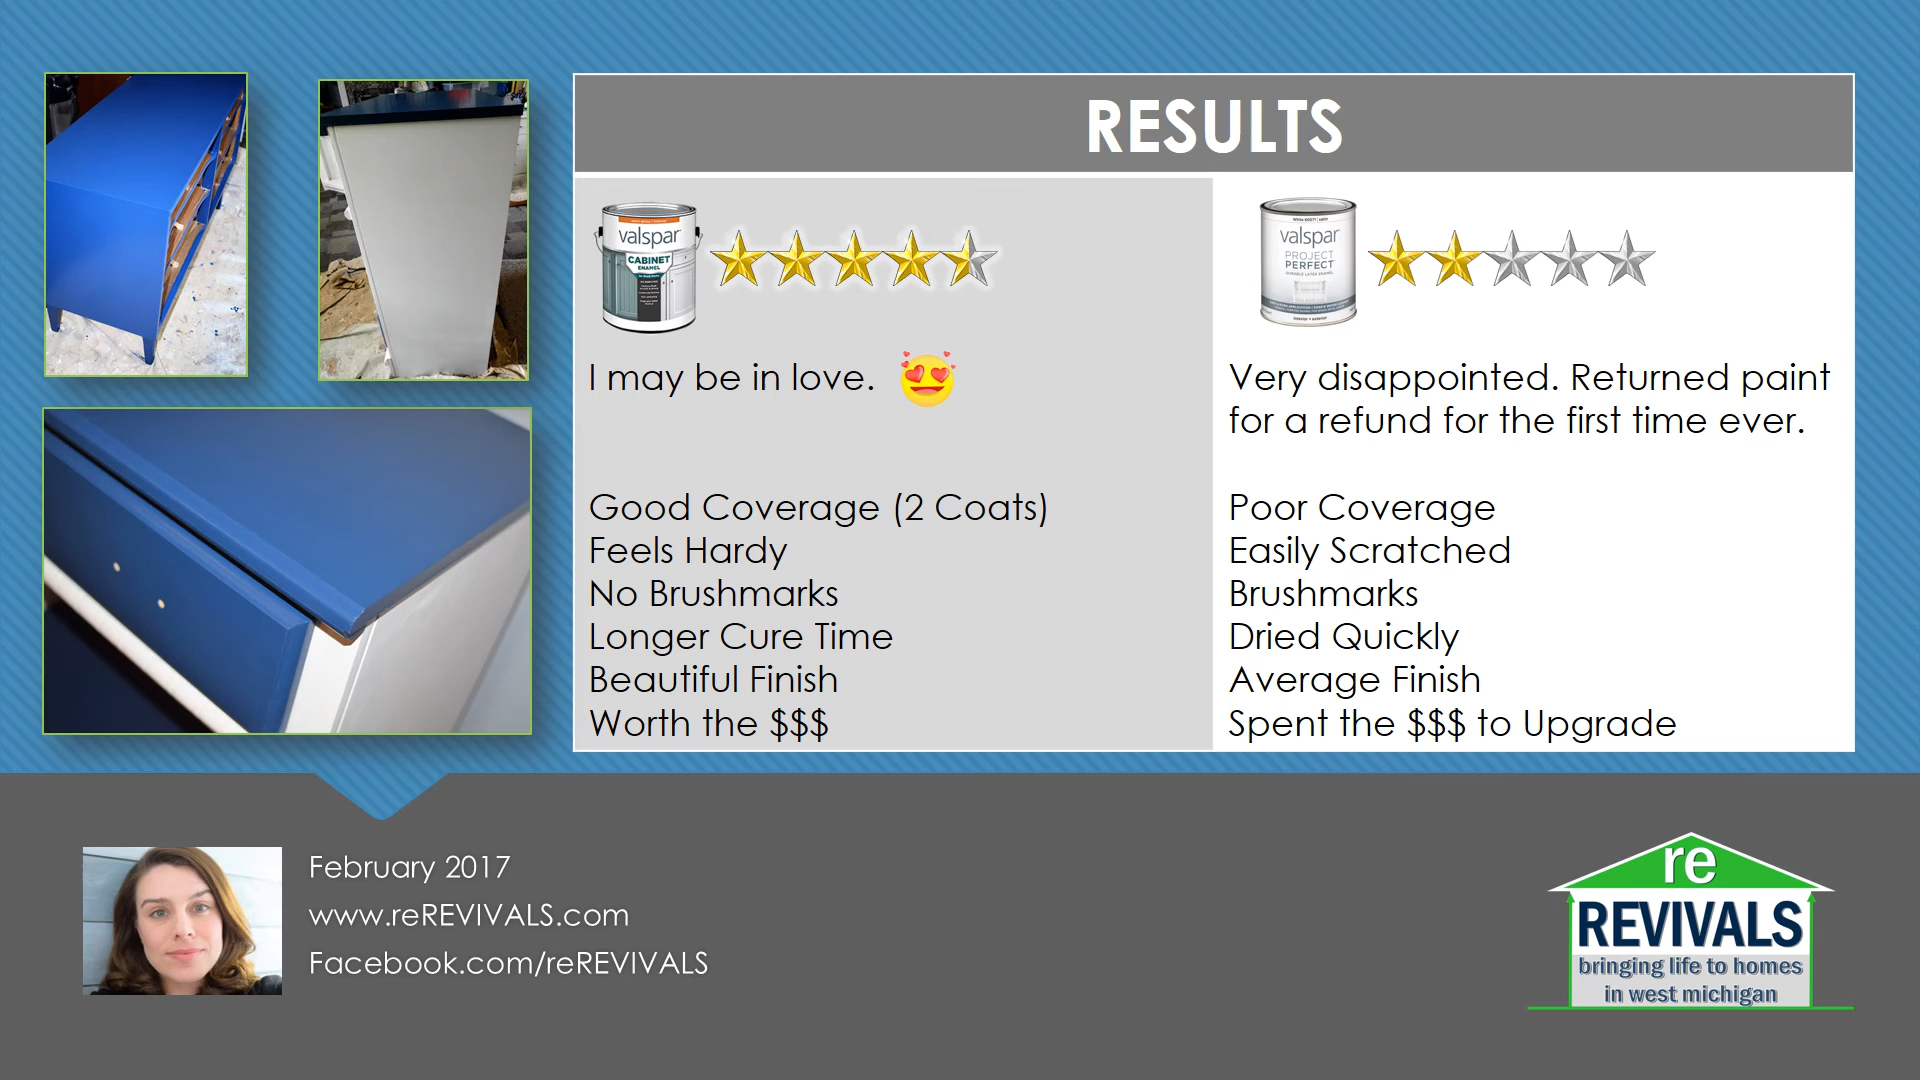 RESULTS
valspar
CABINET
ENAMEL
I may be in love.
Good Coverage (2 Coats)
Feels Hardy
No Brushmarks
Longer Cure Time
Beautiful Finish
Worth the $$$
valspar
PROJECT
PERFECT
DURABLE LATEX ENAMEL
Very disappointed. Returned paint
for a refund for the first time ever.
Poor Coverage
Easily Scratched
Brushmarks
Dried Quickly
Average Finish
Spent the $$$ to Upgrade
February 2017
www.reREVIVALS.com
Facebook.com/reREVIVALS
re
REVIVALS
bringing life to homes
in west michigan